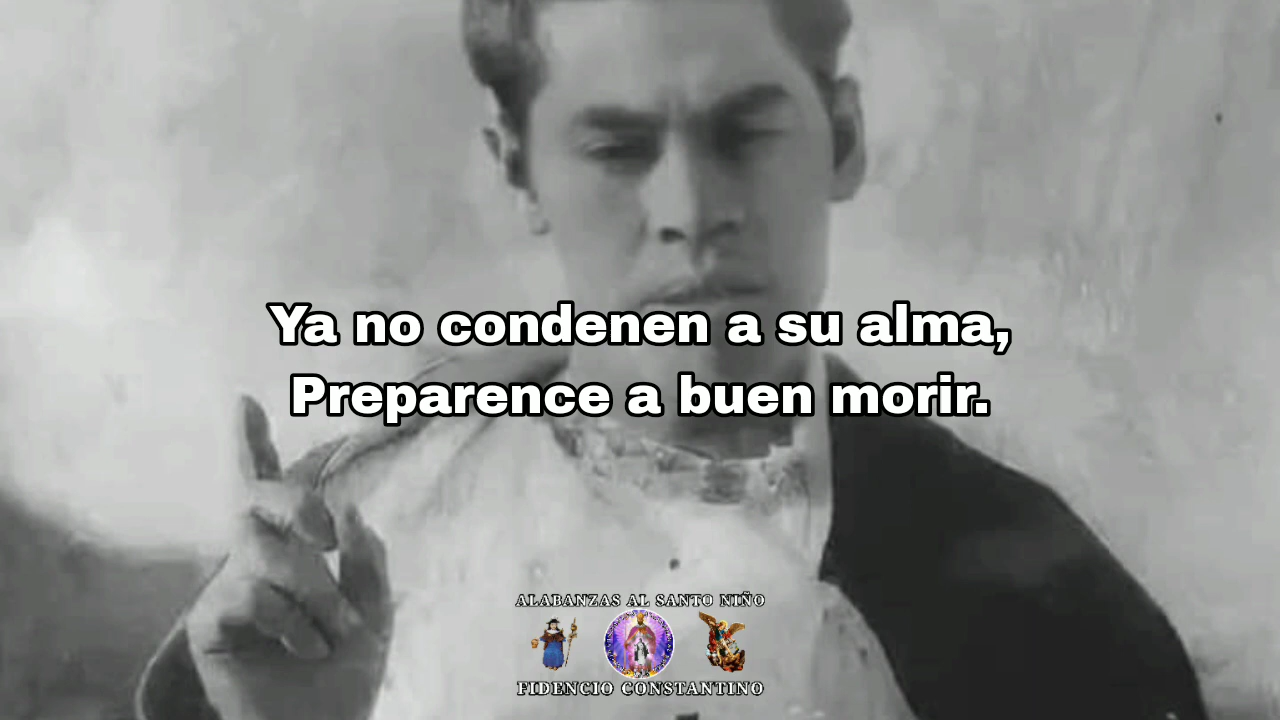 Ya no condenen a su alma,
Preparence a buen morir.
ALABANZAS AL SANTO NIÑO
FIDENCIO CONSTANTINO